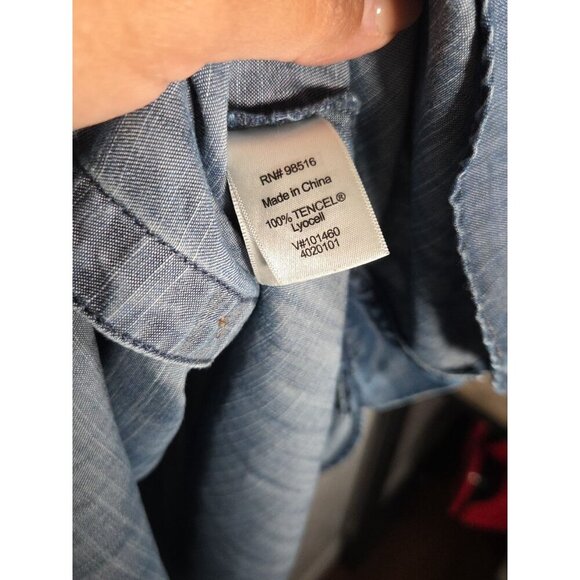 RN# 98516
Made in China
100% TENCEL®
Lyocell
V#101460
4020101